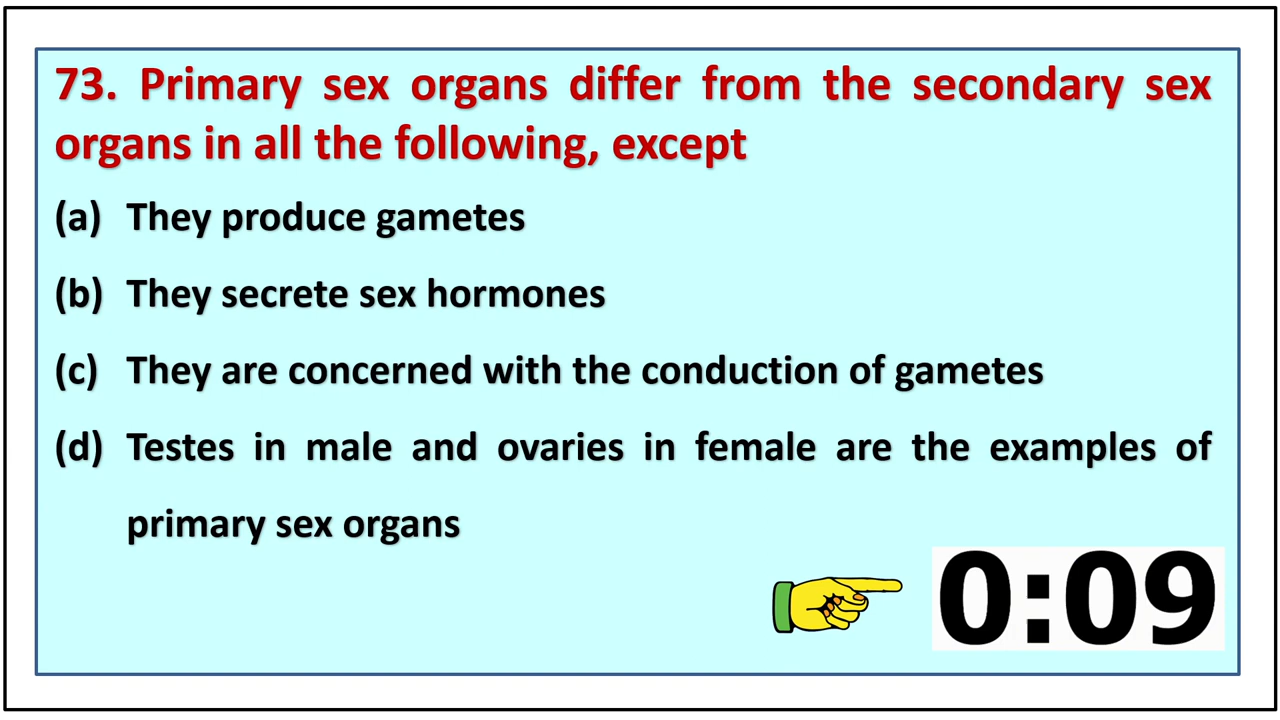 73. Primary sex organs differ from the secondary sex
organs in all the following, except
(a) They produce gametes
(b) They secrete sex hormones
(c) They are concerned with the conduction of gametes
(d) Testes in male and ovaries in female are the examples of
primary sex organs
0:09